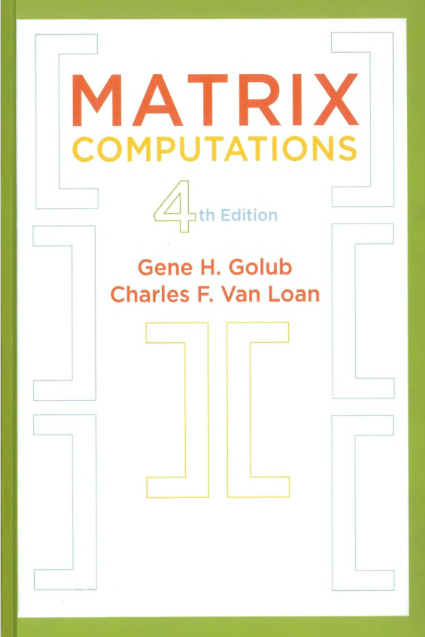 MATRIX
COMPUTATIONS
4th Edition
Gene H. Golub
Charles F. Van Loan